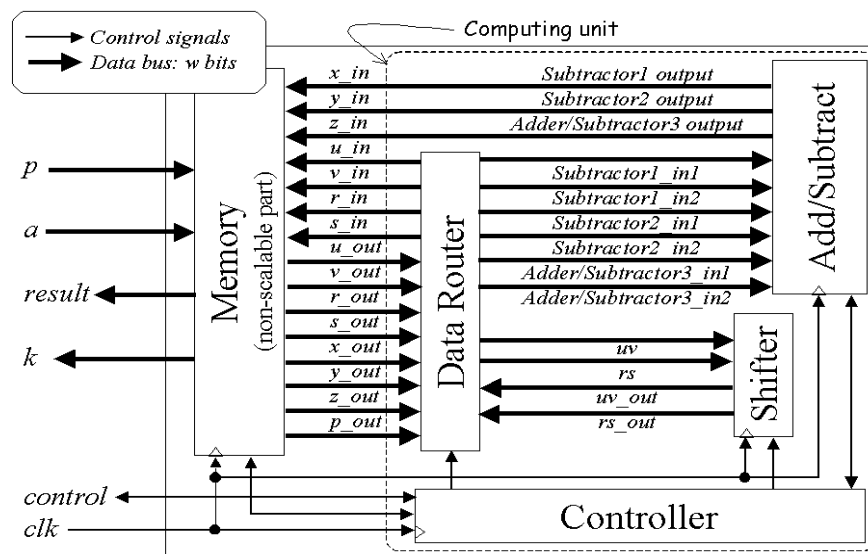 Computing unit
Control signals
Data bus: w bits
x_in
Subtractor1 output
y_in
Subtractor2 output
z_in
Adder/Subtractor3 output
u_in
v_in
Subtractor1_in1
r_in
Subtractor1_in2
s_in
Subtractor2_in1
u_out
Subtractor2_in2
v_out
Adder/Subtractor3_in1
r_out
Adder/Subtractor3_in2
s_out
x_out
uv
y_out
rs
z_out
uv_out
p_out
rs_out
p
a
result
k
control
clk
Memory
(non-scalable part)
Data Router
Add/Subtract
Shifter
Controller